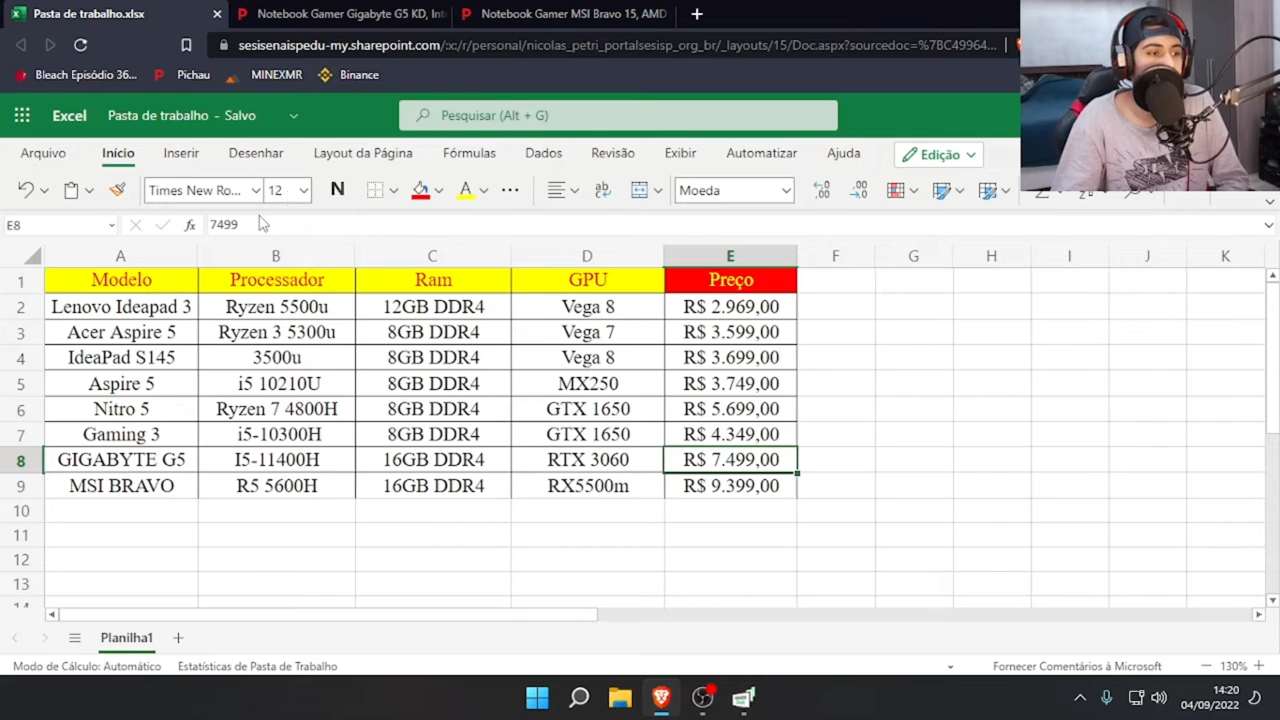 Pasta de trabalho.xlsx
Notebook Gamer Gigabyte G5 KD, Int
Notebook Gamer MSI Bravo 15, AMD
sesisenaispedu-my.sharepoint.com/:x:/r/personal/nicolas_petri_portalsesisp_org_br/_layouts/15/Doc.aspx?sourcedoc=%7BC49964...
Bleach Episódio 36...
Pichau
MINEXMR
Binance
Excel
Pasta de trabalho - Salvo
Pesquisar (Alt + G)
Arquivo
Início
Inserir
Desenhar
Layout da Página
Fórmulas
Dados
Revisão
Exibir
Automatizar
Ajuda
Edição
Times New Ro...
12
N
A
ab
Moeda
E8
fx
7499
A B C D E F G H I J K
1 Modelo Processador Ram GPU Preço
2 Lenovo Ideapad 3 Ryzen 5500u 12GB DDR4 Vega 8 R$ 2.969,00
3 Acer Aspire 5 Ryzen 3 5300u 8GB DDR4 Vega 7 R$ 3.599,00
4 IdeaPad S145 3500u 8GB DDR4 Vega 8 R$ 3.699,00
5 Aspire 5 i5 10210U 8GB DDR4 MX250 R$ 3.749,00
6 Nitro 5 Ryzen 7 4800H 8GB DDR4 GTX 1650 R$ 5.699,00
7 Gaming 3 i5-10300H 8GB DDR4 GTX 1650 R$ 4.349,00
8 GIGABYTE G5 I5-11400H 16GB DDR4 RTX 3060 R$ 7.499,00
9 MSI BRAVO R5 5600H 16GB DDR4 RX5500m R$ 9.399,00
10
11
12
13
14
Planilha1
Modo de Cálculo: Automático
Estatísticas de Pasta de Trabalho
Fornecer Comentários à Microsoft
130%
14:20
04/09/2022